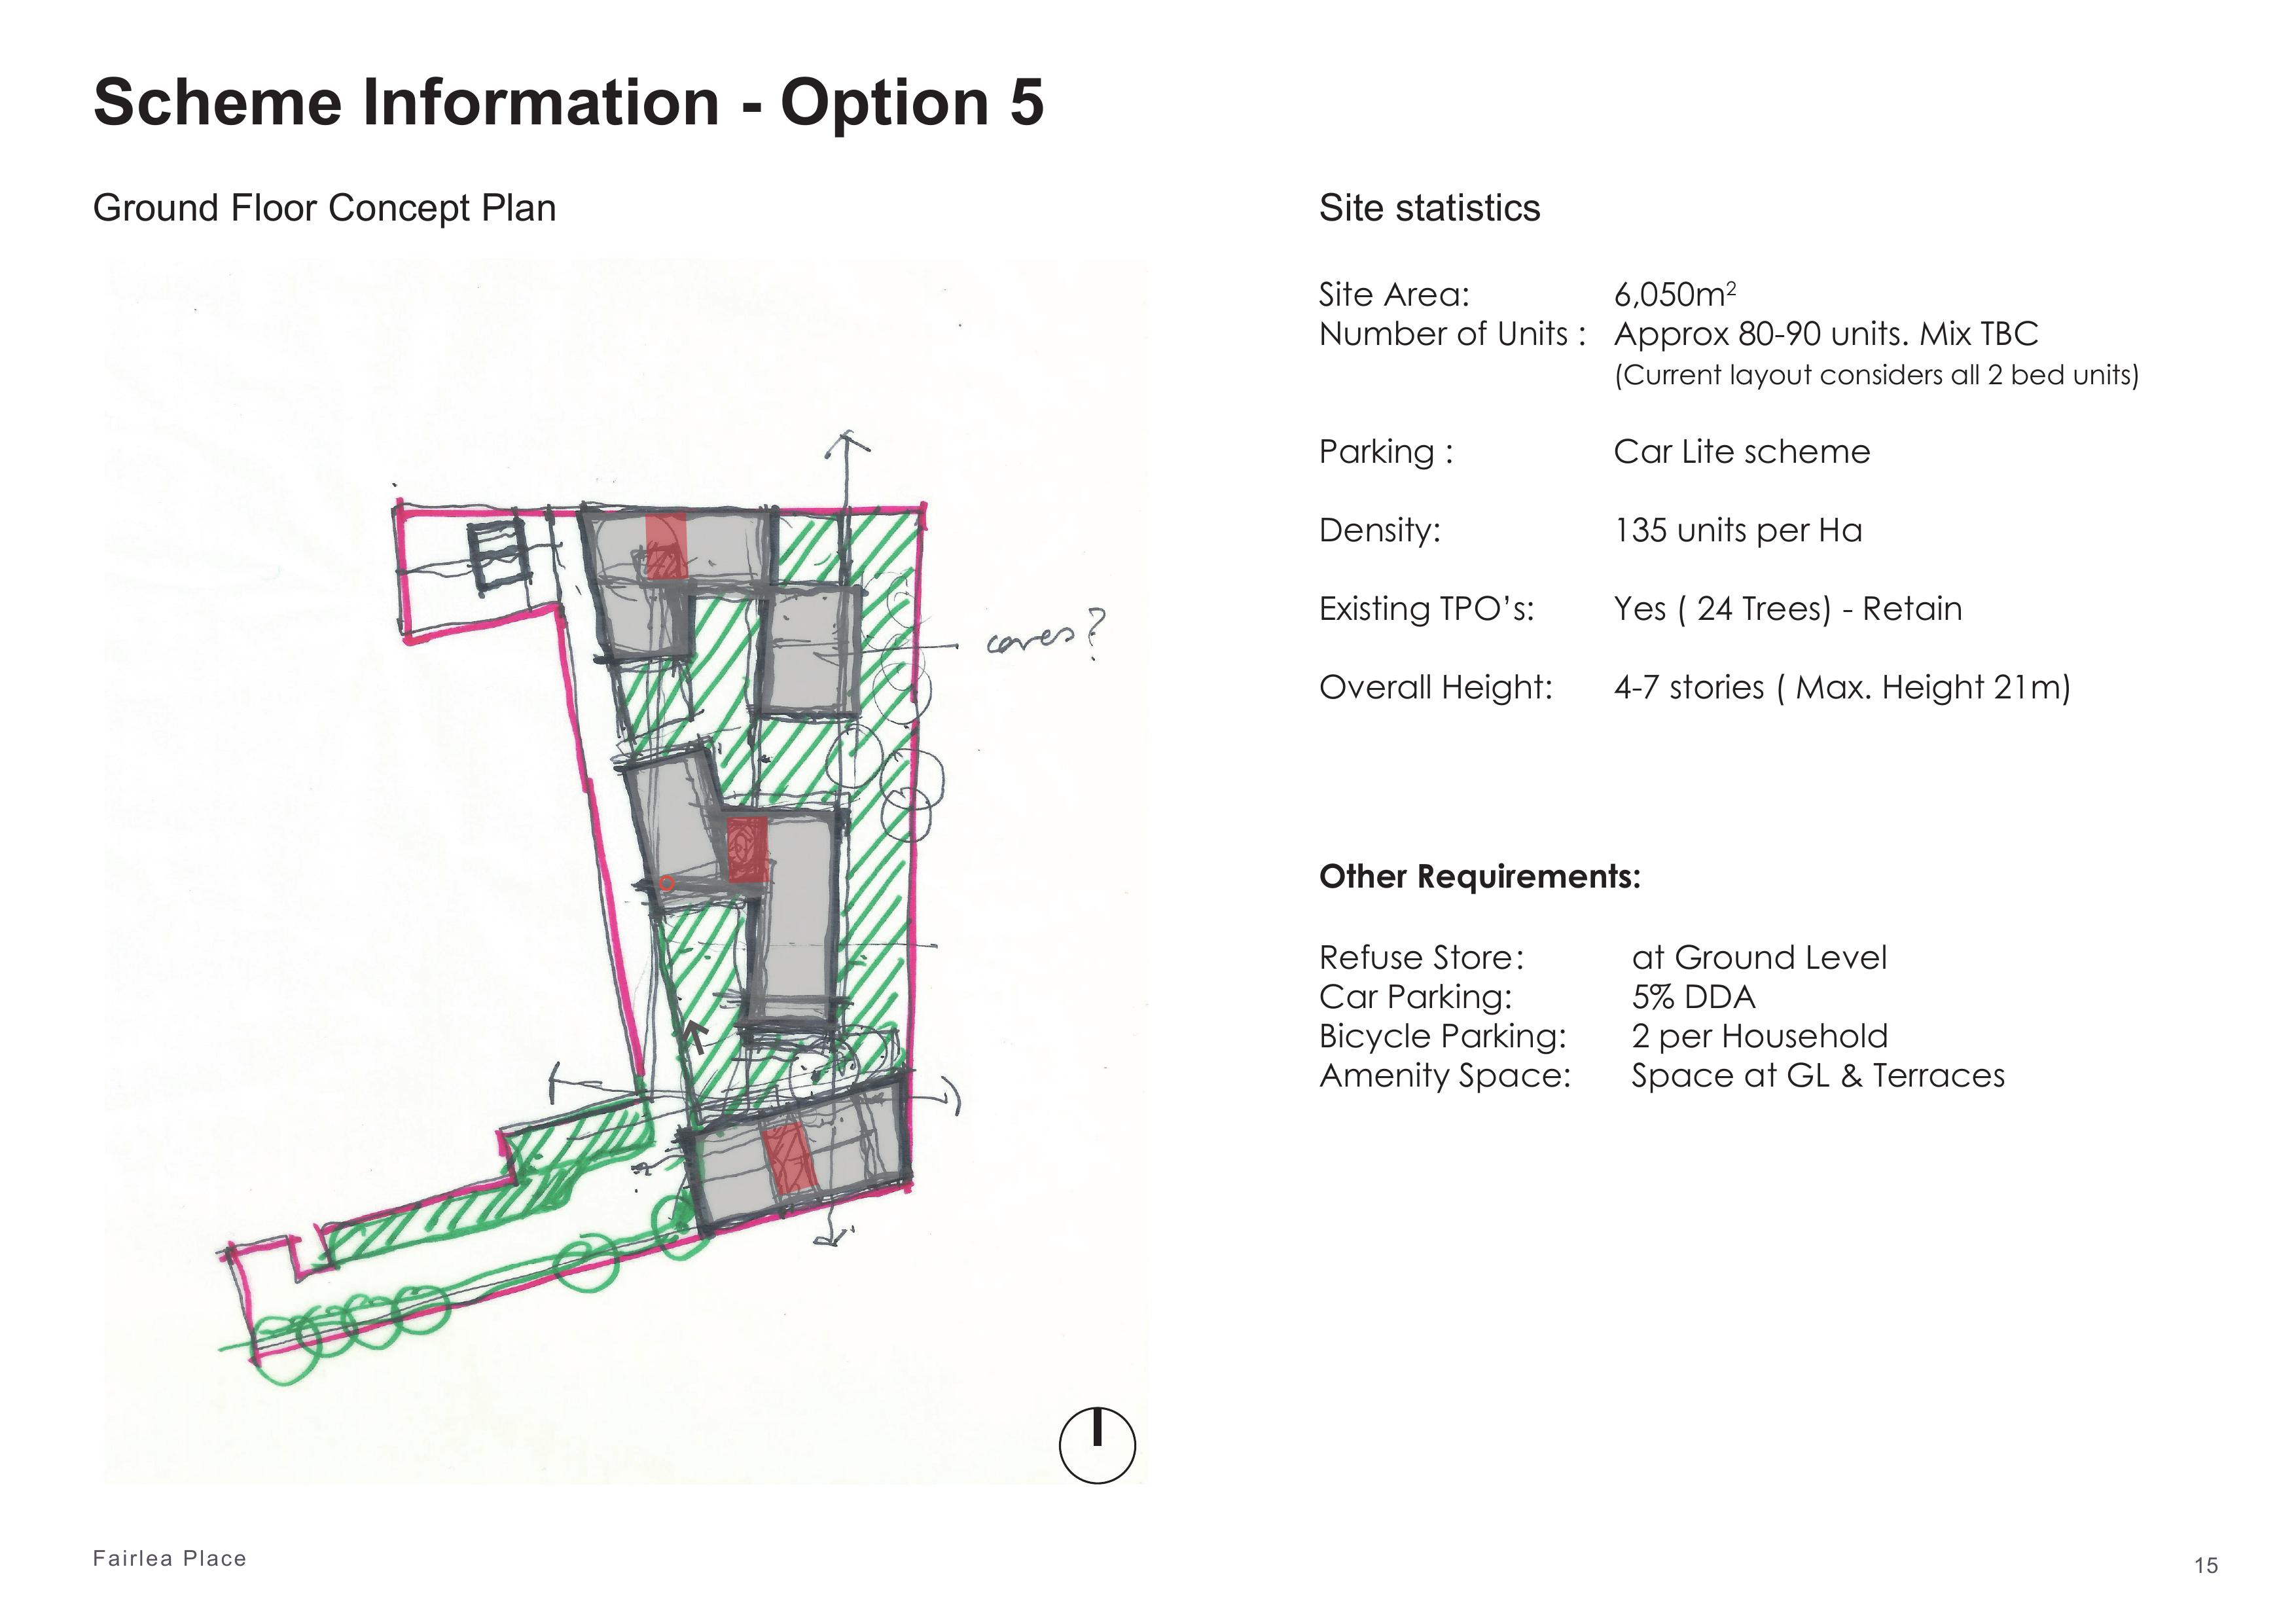 Scheme Information - Option 5
Ground Floor Concept Plan
Site statistics
Site Area: 6,050m²
Number of Units : Approx 80-90 units. Mix TBC
(Current layout considers all 2 bed units)
Parking : Car Lite scheme
Density: 135 units per Ha
Existing TPO's: Yes ( 24 Trees) - Retain
Overall Height: 4-7 stories ( Max. Height 21m)
Other Requirements:
Refuse Store: at Ground Level
Car Parking: 5% DDA
Bicycle Parking: 2 per Household
Amenity Space: Space at GL & Terraces
Fairlea Place
15